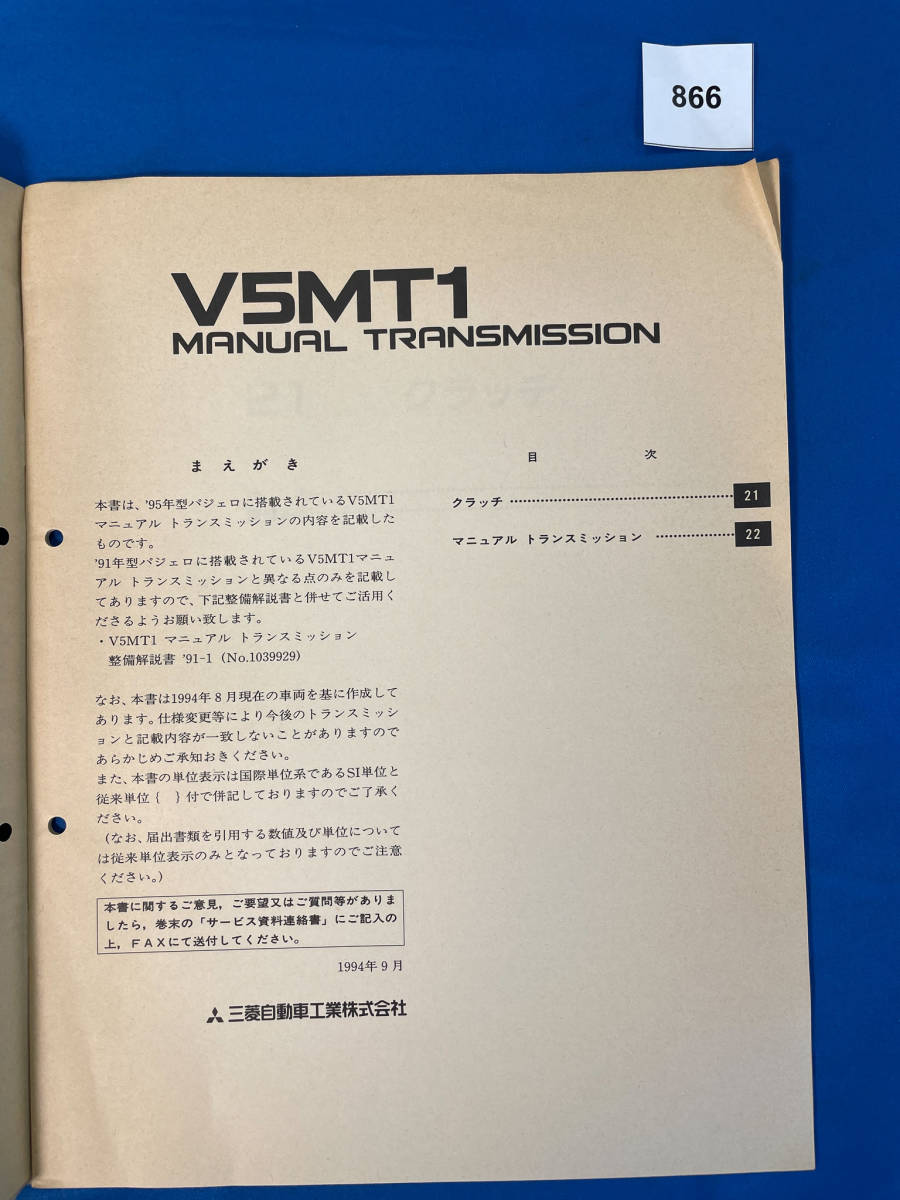 866
V5MT1
MANUAL TRANSMISSION
まえがき
本書は、'95年型パジェロに搭載されているV5MT1
マニュアル トランスミッションの内容を記載した
ものです。
'91年型パジェロに搭載されているV5MT1マニュ
アル トランスミッションと異なる点のみを記載し
てありますので、下記整備解説書と併せてご活用く
ださるようお願い致します。
・V5MT1 マニュアル トランスミッション
整備解説書 '91-1 (No.1039929)
なお、本書は1994年8月現在の車両を基に作成して
あります。仕様変更等により今後のトランスミッシ
ョンと記載内容が一致しないことがありますので
あらかじめご承知おきください。
また、本書の単位表示は国際単位系であるSI単位と
従来単位{ }付で併記しておりますのでご了承く
ださい。
(なお、届出書類を引用する数値及び単位について
は従来単位表示のみとなっておりますのでご注意
ください。)
本書に関するご意見，ご要望又はご質問等がありま
したら，巻末の「サービス資料連絡書」にご記入の
上，FAXにて送付してください。
1994年9月
三菱自動車工業株式会社
目 次
クラッチ ………………………………………… 21
マニュアル トランスミッション ……………… 22
21 クラッチ